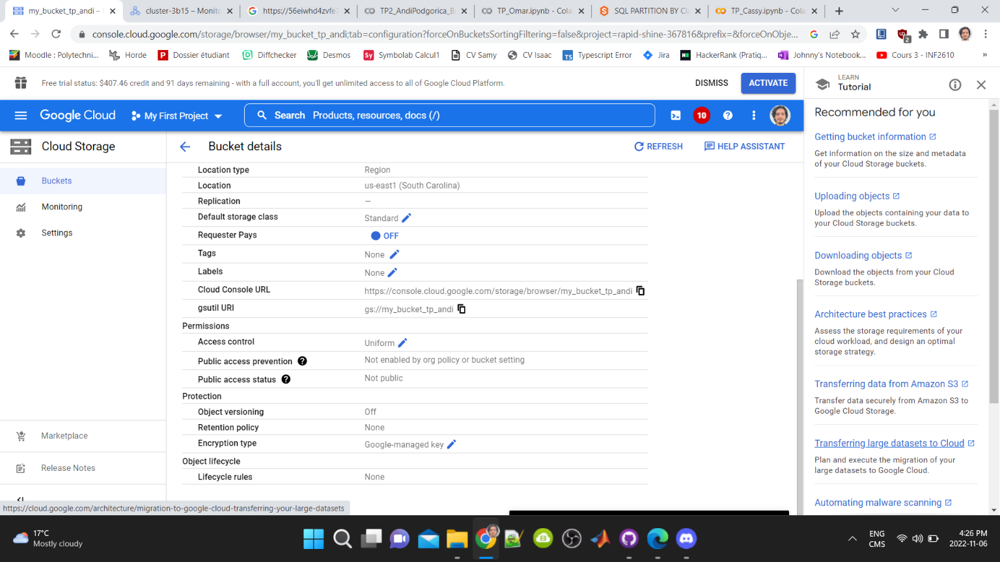 my_bucket_tp_andi –
cluster-3b15 – Monito
https://56eiwhd4zvfe7
TP2_AndiPodgorica_B
TP_Omar.ipynb - Cola
SQL PARTITION BY Cl
TP_Cassy.ipynb - Cola
console.cloud.google.com/storage/browser/my_bucket_tp_andi;tab=configuration?forceOnBucketsSortingFiltering=false&project=rapid-shine-367816&prefix=&forceOnObje...
2
Moodle : Polytechni...
Horde
Dossier étudiant
Diffchecker
Desmos
Sy Symbolab Calcul1
CV Samy
CV Isaac
TS Typescript Error
Jira
HackerRank (Pratiq...
Johnny's Notebook...
Cours 3 - INF2610
»
Free trial status: $407.46 credit and 91 days remaining - with a full account, you'll get unlimited access to all of Google Cloud Platform.
DISMISS
ACTIVATE
LEARN
Tutorial
Google Cloud
My First Project
Search Products, resources, docs (/)
10
Cloud Storage
Buckets
Monitoring
Settings
Marketplace
Release Notes
Bucket details
REFRESH
HELP ASSISTANT
Location type Region
Location us-east1 (South Carolina)
Replication —
Default storage class Standard
Requester Pays OFF
Tags None
Labels None
Cloud Console URL https://console.cloud.google.com/storage/browser/my_bucket_tp_andi
gsutil URI gs://my_bucket_tp_andi
Permissions
Access control Uniform
Public access prevention Not enabled by org policy or bucket setting
Public access status Not public
Protection
Object versioning Off
Retention policy None
Encryption type Google-managed key
Object lifecycle
Lifecycle rules None
Recommended for you
Getting bucket information
Get information on the size and metadata
of your Cloud Storage buckets.
Uploading objects
Upload the objects containing your data to
your Cloud Storage buckets.
Downloading objects
Download the objects from your Cloud
Storage buckets.
Architecture best practices
Assess the storage requirements of your
cloud workload, and design an optimal
storage strategy.
Transferring data from Amazon S3
Transfer data securely from Amazon S3 to
Google Cloud Storage.
Transferring large datasets to Cloud
Plan and execute the migration of your
large datasets to Google Cloud.
Automating malware scanning
https://cloud.google.com/architecture/migration-to-google-cloud-transferring-your-large-datasets
17°C
Mostly cloudy
ENG
CMS
4:26 PM
2022-11-06